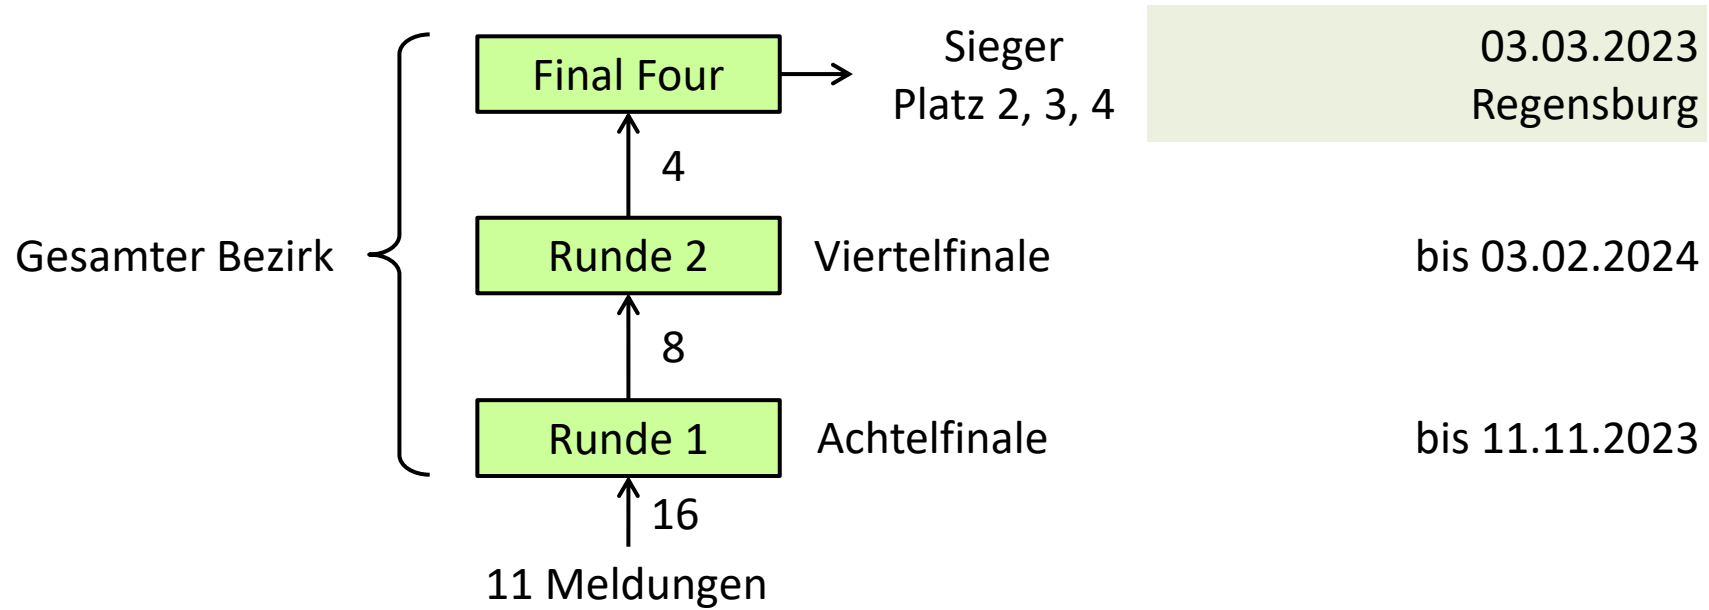 Final Four
Sieger
Platz 2, 3, 4
03.03.2023
Regensburg
4
Gesamter Bezirk
Runde 2
Viertelfinale
bis 03.02.2024
8
Runde 1
Achtelfinale
bis 11.11.2023
16
11 Meldungen